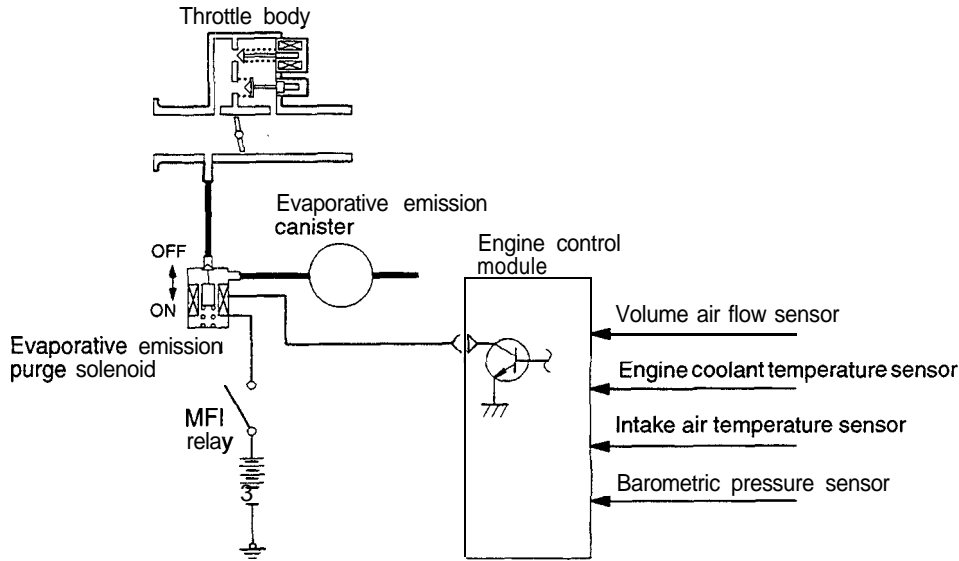 Throttle body
Evaporative emission
canister
Engine control
module
OFF
ON
Volume air flow sensor
Evaporative emission
purge solenoid
Engine coolant temperature sensor
MFI
relay
Intake air temperature sensor
Barometric pressure sensor
3